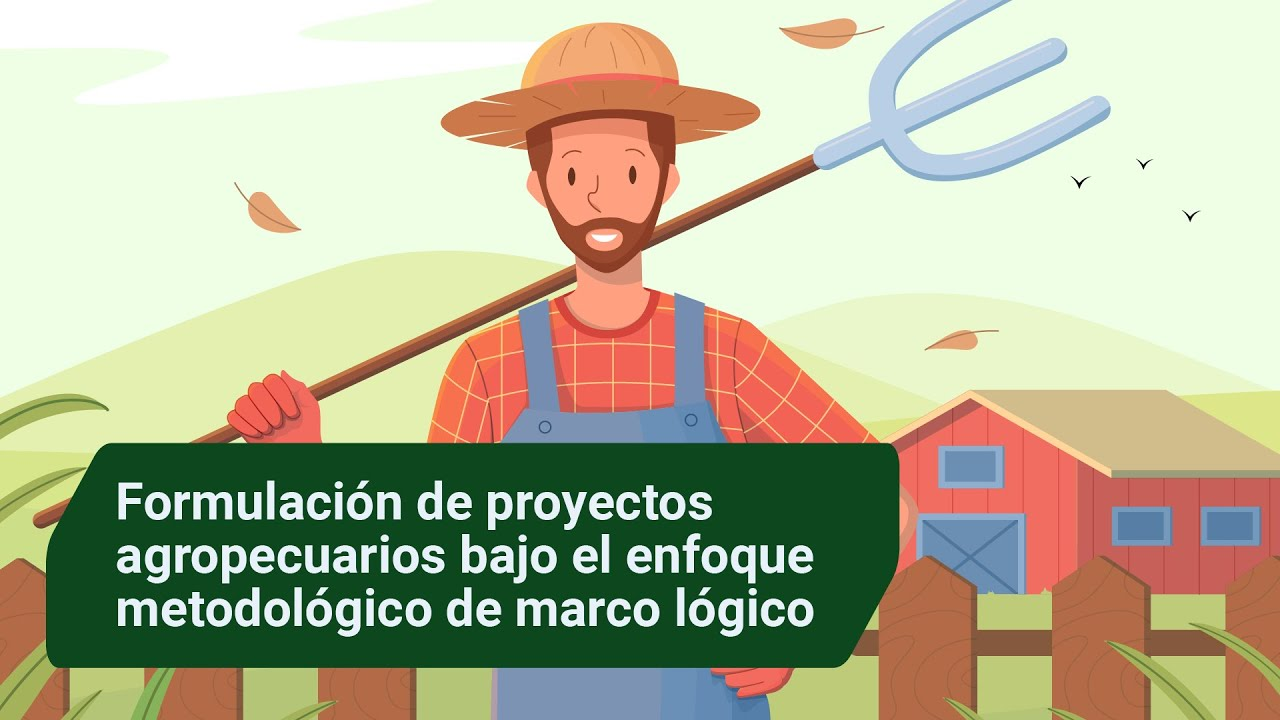 Formulación de proyectos
agropecuarios bajo el enfoque
metodológico de marco lógico